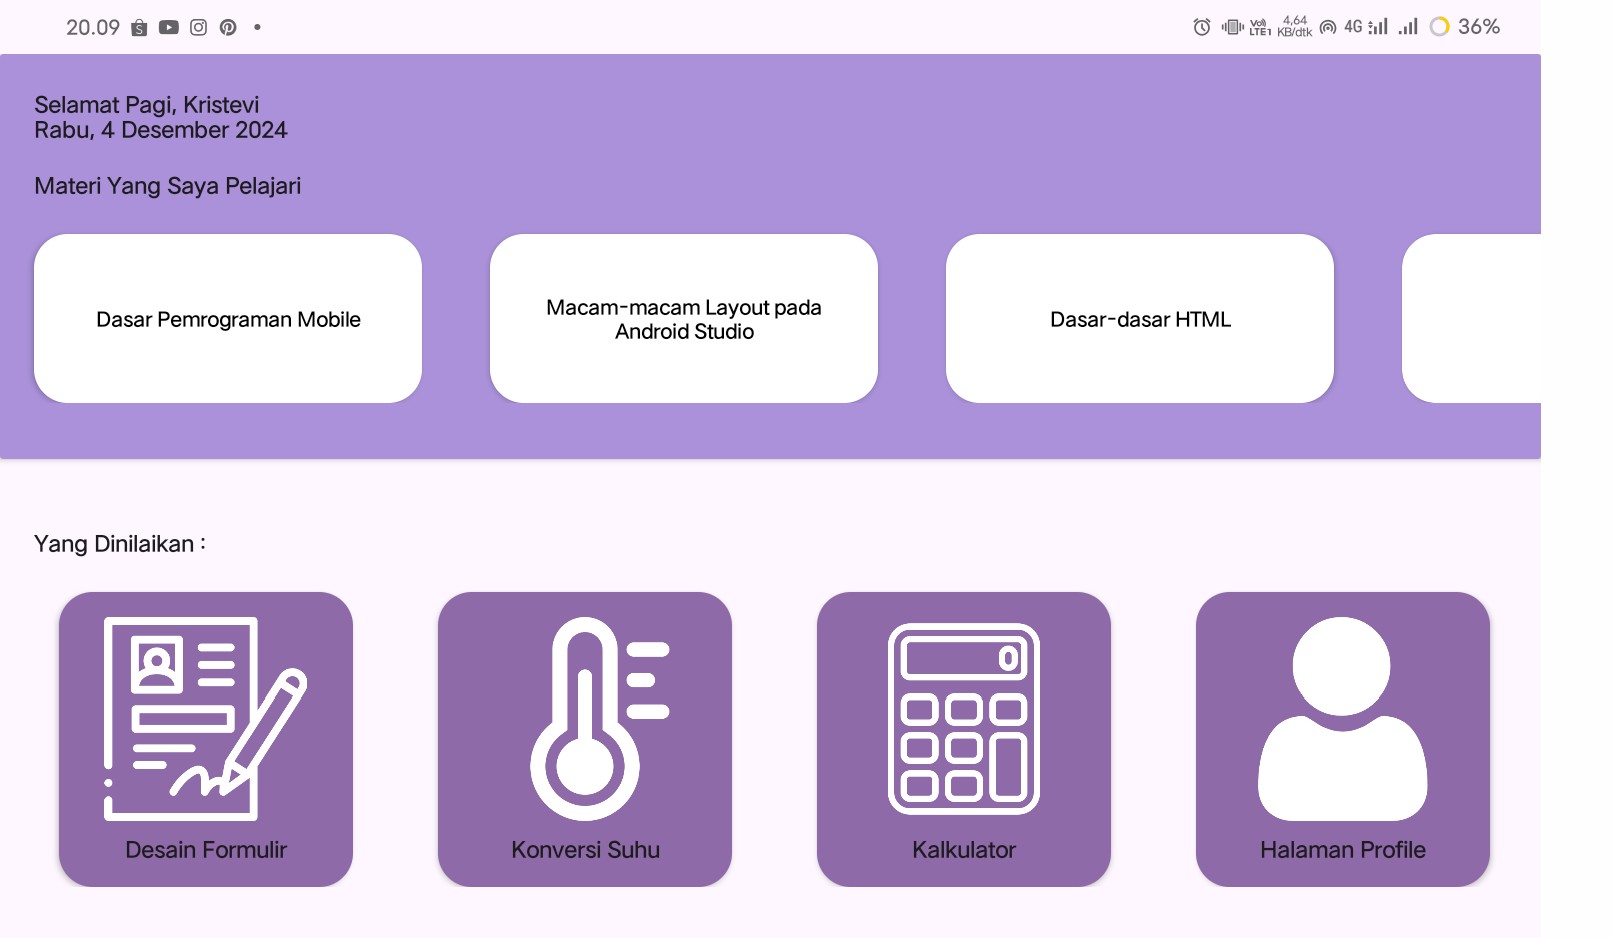 20.09
VoI) LTE1 4,64 KB/dtk 4G 36%
Selamat Pagi, Kristevi
Rabu, 4 Desember 2024
Materi Yang Saya Pelajari
Dasar Pemrograman Mobile
Macam-macam Layout pada
Android Studio
Dasar-dasar HTML
Yang Dinilaikan :
0
Desain Formulir
Konversi Suhu
Kalkulator
Halaman Profile